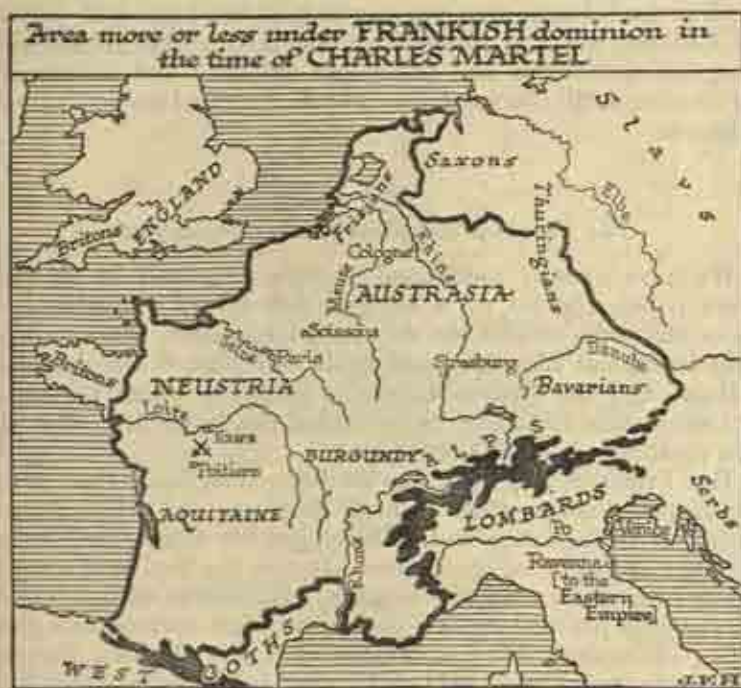 Area more or less under FRANKISH dominion in
the time of CHARLES MARTEL
Slavs
Saxons
ENGLAND
Britons
Elbe
Thuringians
Frisians
Cologne
Rhine
Meuse
AUSTRASIA
Soissons
Seine
Paris
Strasburg
Danube
Britons
NEUSTRIA
Bavarians
Loire
Tours
Poitiers
BURGUNDY
ALPS
AQUITAINE
LOMBARDS
Serbs
Po
Rhone
Ravenna
[to the
Eastern
Empire]
WEST GOTHS
J.F.H.